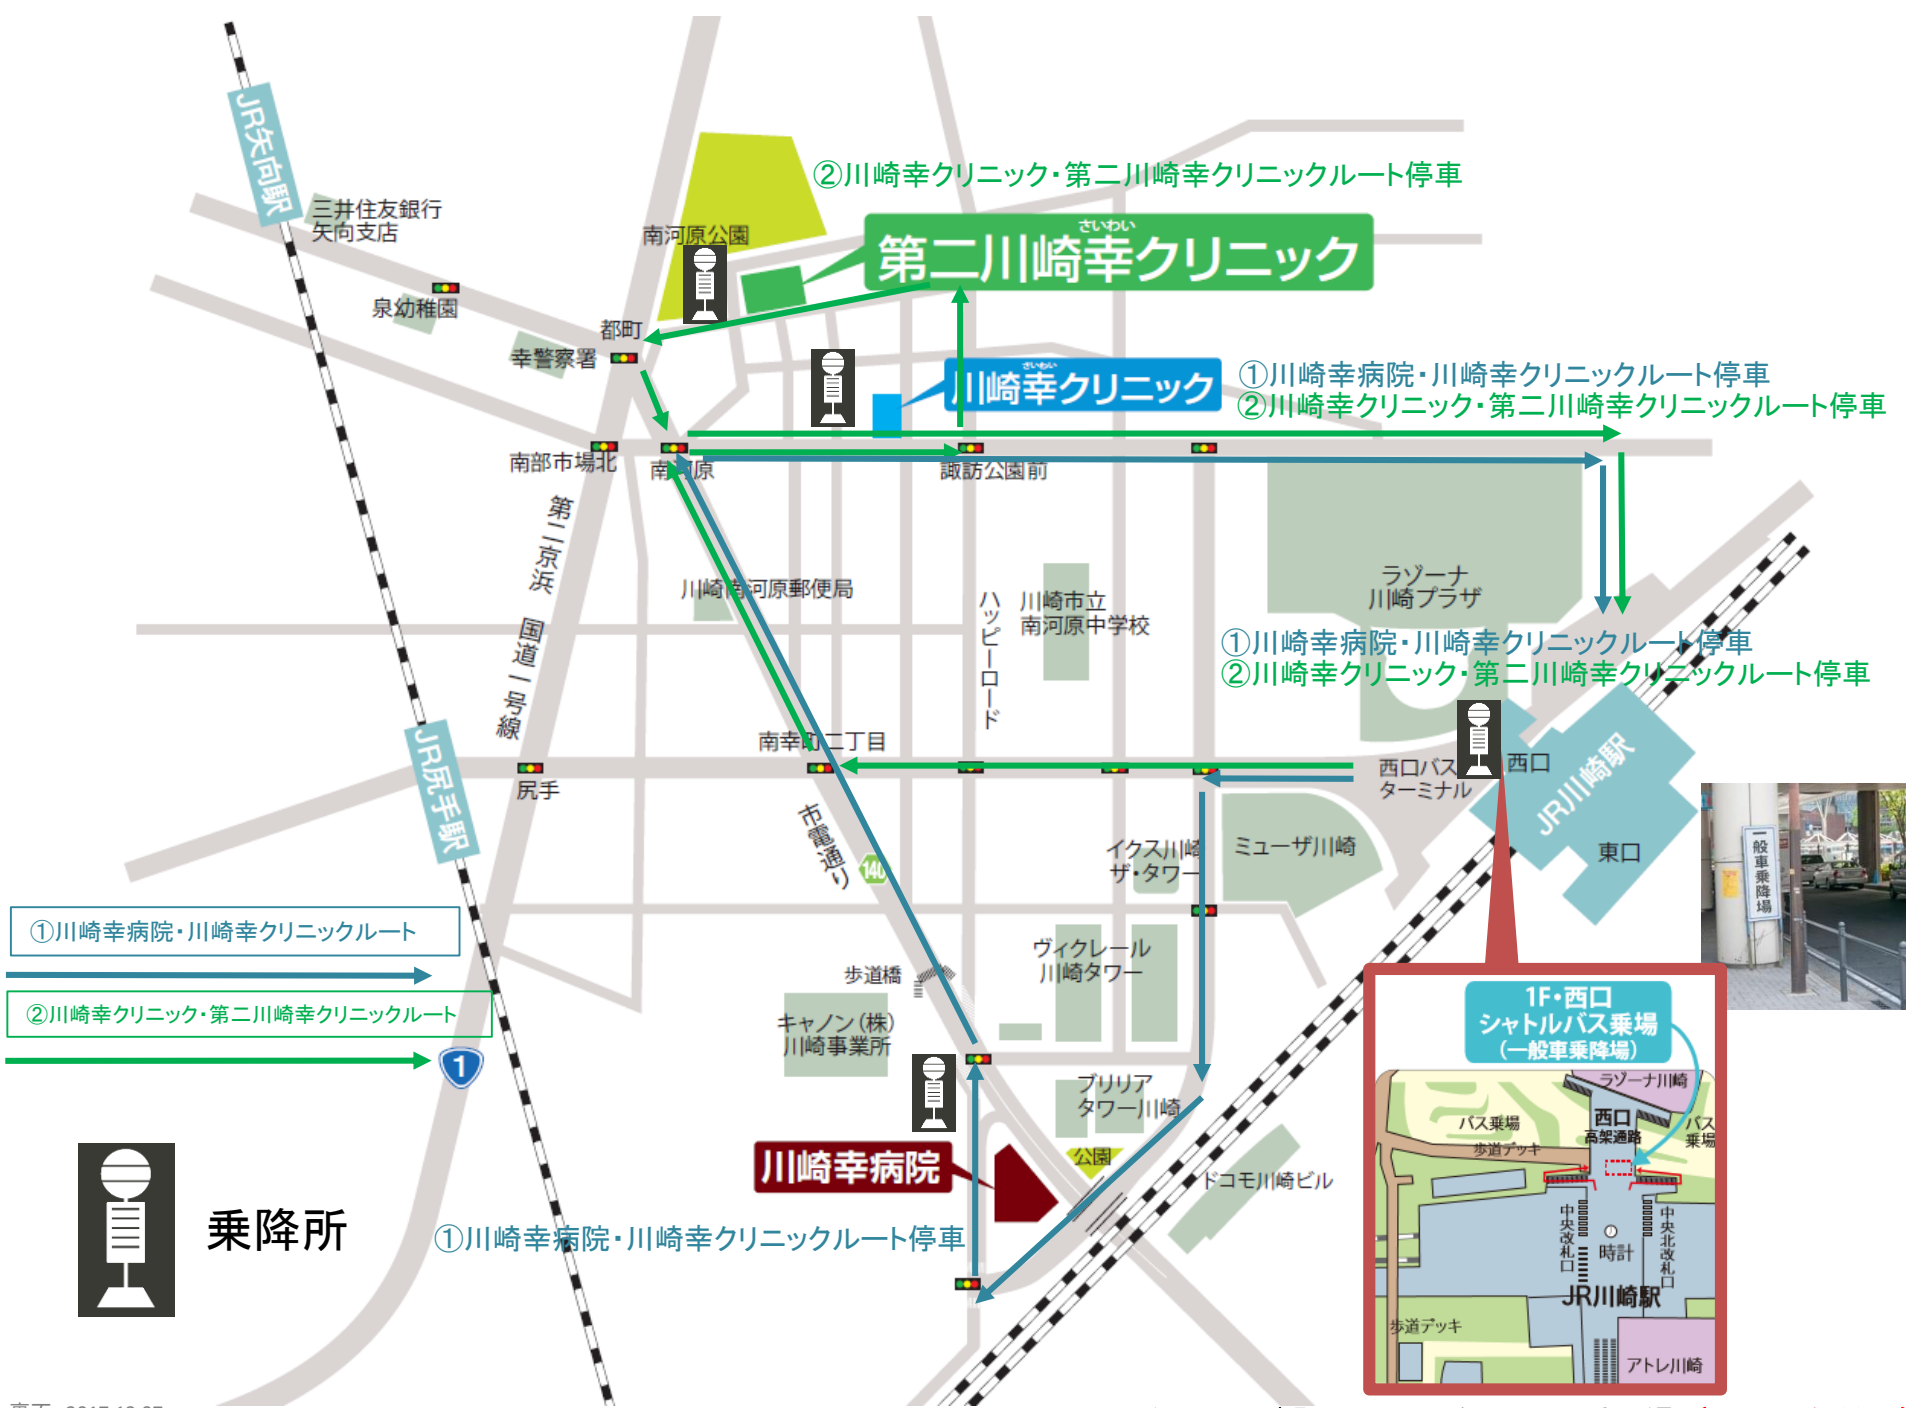 JR矢向駅
三井住友銀行
矢向支店
南河原公園
②川崎幸クリニック・第二川崎幸クリニックルート停車
さいわい
第二川崎幸クリニック
泉幼稚園
都町
幸警察署
さいわい
川崎幸クリニック
①川崎幸病院・川崎幸クリニックルート停車
②川崎幸クリニック・第二川崎幸クリニックルート停車
南部市場北
南河原
諏訪公園前
第二京浜 国道一号線
川崎南河原郵便局
ハッピーロード
川崎市立
南河原中学校
ラゾーナ
川崎プラザ
①川崎幸病院・川崎幸クリニックルート停車
②川崎幸クリニック・第二川崎幸クリニックルート停車
JR尻手駅
尻手
南幸町二丁目
西口バス
ターミナル
西口
JR川崎駅
東口
市電通り
140
イクス川崎
ザ・タワー
ミューザ川崎
一般車乗降場
①川崎幸病院・川崎幸クリニックルート
②川崎幸クリニック・第二川崎幸クリニックルート
1
歩道橋
キャノン(株)
川崎事業所
ヴィクレール
川崎タワー
ブリリア
タワー川崎
公園
川崎幸病院
ドコモ川崎ビル
①川崎幸病院・川崎幸クリニックルート停車
乗降所
1F・西口
シャトルバス乗場
(一般車乗降場)
ラゾーナ川崎
バス乗場
西口
高架通路
バス
乗場
歩道デッキ
中央改札口
時計
中央北改札口
JR川崎駅
歩道デッキ
アトレ川崎